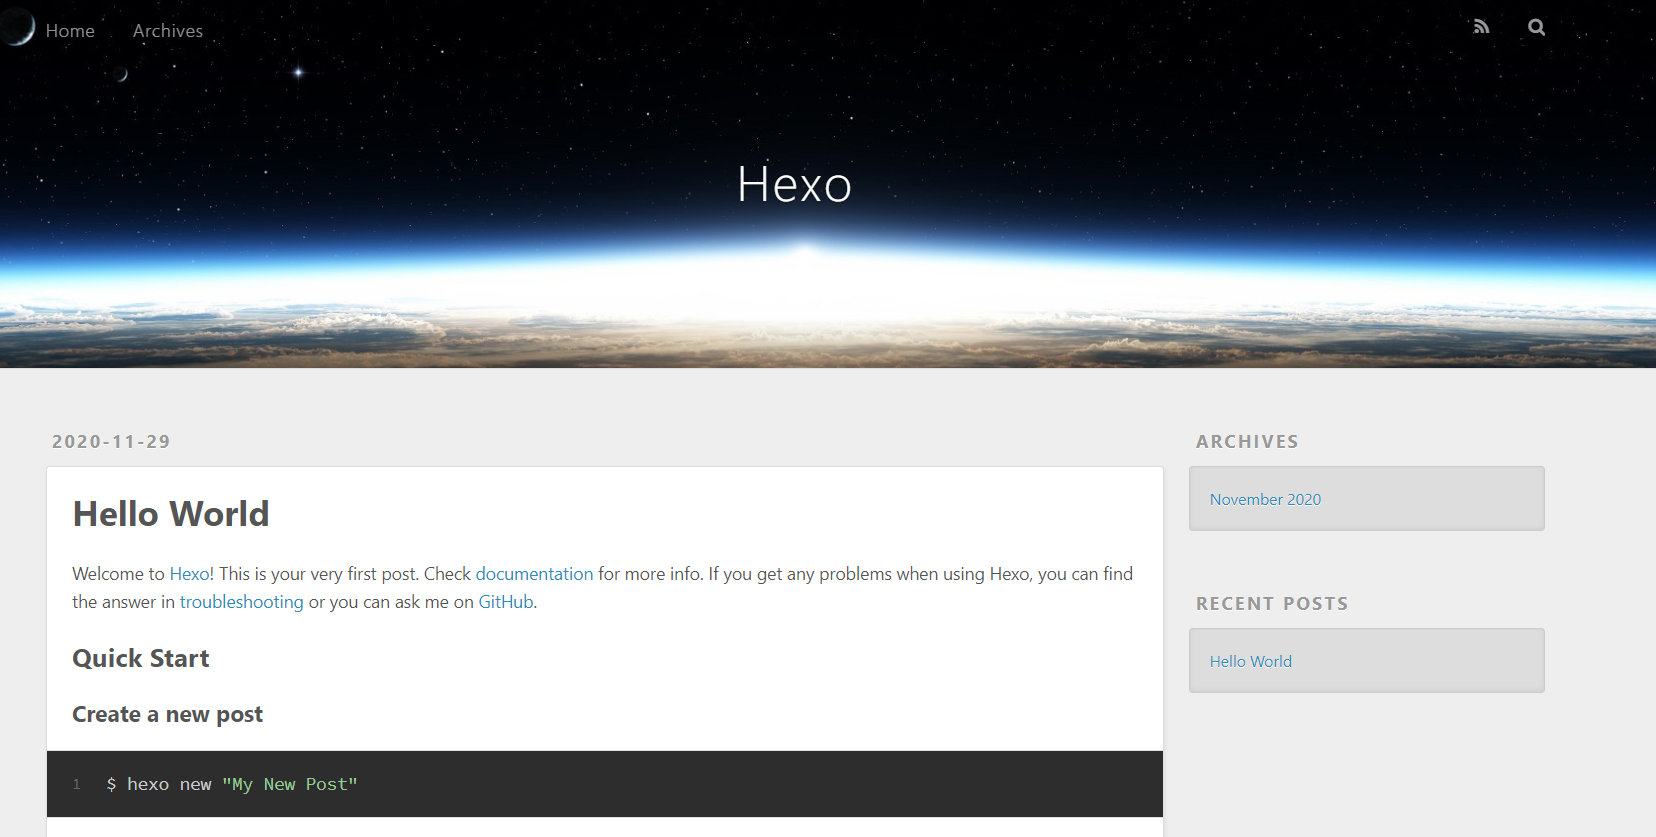 Home Archives
Hexo
2020-11-29
Hello World
Welcome to Hexo! This is your very first post. Check documentation for more info. If you get any problems when using Hexo, you can find
the answer in troubleshooting or you can ask me on GitHub.
Quick Start
Create a new post
1 $ hexo new "My New Post"
ARCHIVES
November 2020
RECENT POSTS
Hello World